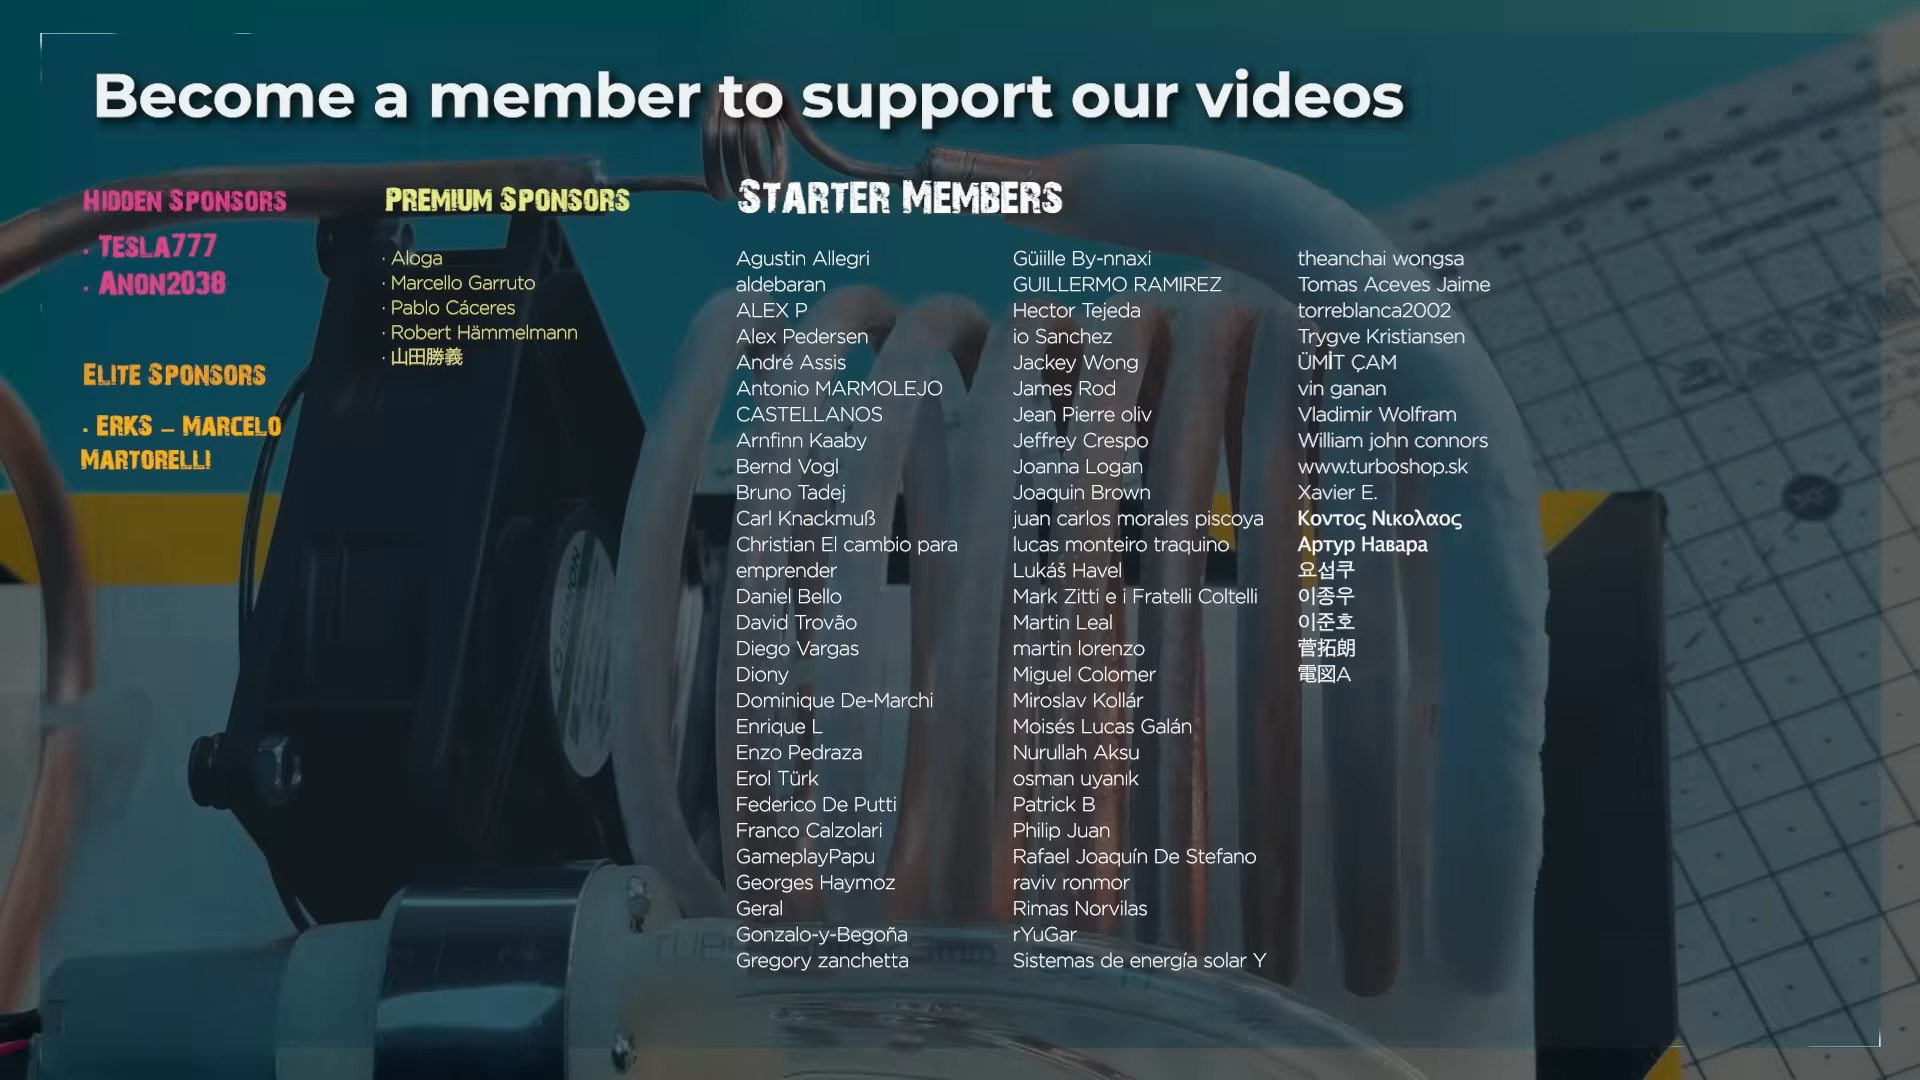 Become a member to support our videos
Hidden Sponsors
· Tesla777
· Anon2038
Elite Sponsors
· ERKS – MARCELO
MARTORELLI
Premium Sponsors
· Aloga
· Marcello Garruto
· Pablo Cáceres
· Robert Hämmelmann
· 山田勝義
Starter Members
Agustin Allegri
aldebaran
ALEX P
Alex Pedersen
André Assis
Antonio MARMOLEJO
CASTELLANOS
Arnfinn Kaaby
Bernd Vogl
Bruno Tadej
Carl Knackmuß
Christian El cambio para
emprender
Daniel Bello
David Trovão
Diego Vargas
Diony
Dominique De-Marchi
Enrique L
Enzo Pedraza
Erol Türk
Federico De Putti
Franco Calzolari
GameplayPapu
Georges Haymoz
Geral
Gonzalo-y-Begoña
Gregory zanchetta
Güiille By-nnaxi
GUILLERMO RAMIREZ
Hector Tejeda
io Sanchez
Jackey Wong
James Rod
Jean Pierre oliv
Jeffrey Crespo
Joanna Logan
Joaquin Brown
juan carlos morales piscoya
lucas monteiro traquino
Lukáš Havel
Mark Zitti e i Fratelli Coltelli
Martin Leal
martin lorenzo
Miguel Colomer
Miroslav Kollár
Moisés Lucas Galán
Nurullah Aksu
osman uyanık
Patrick B
Philip Juan
Rafael Joaquín De Stefano
raviv ronmor
Rimas Norvilas
rYuGar
Sistemas de energía solar Y
theanchai wongsa
Tomas Aceves Jaime
torreblanca2002
Trygve Kristiansen
ÜMİT ÇAM
vin ganan
Vladimir Wolfram
William john connors
www.turboshop.sk
Xavier E.
Κοντος Νικολαος
Артур Навара
요섭쿠
이종우
이준호
菅拓朗
電図A